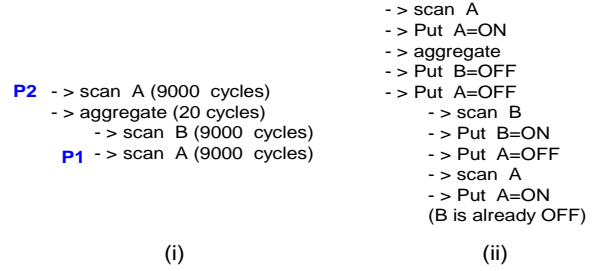 P2 - > scan A (9000 cycles)
- > aggregate (20 cycles)
- > scan B (9000 cycles)
P1 - > scan A (9000 cycles)
(i)
- > scan A
- > Put A=ON
- > aggregate
- > Put B=OFF
- > Put A=OFF
- > scan B
- > Put B=ON
- > Put A=OFF
- > scan A
- > Put A=ON
(B is already OFF)
(ii)